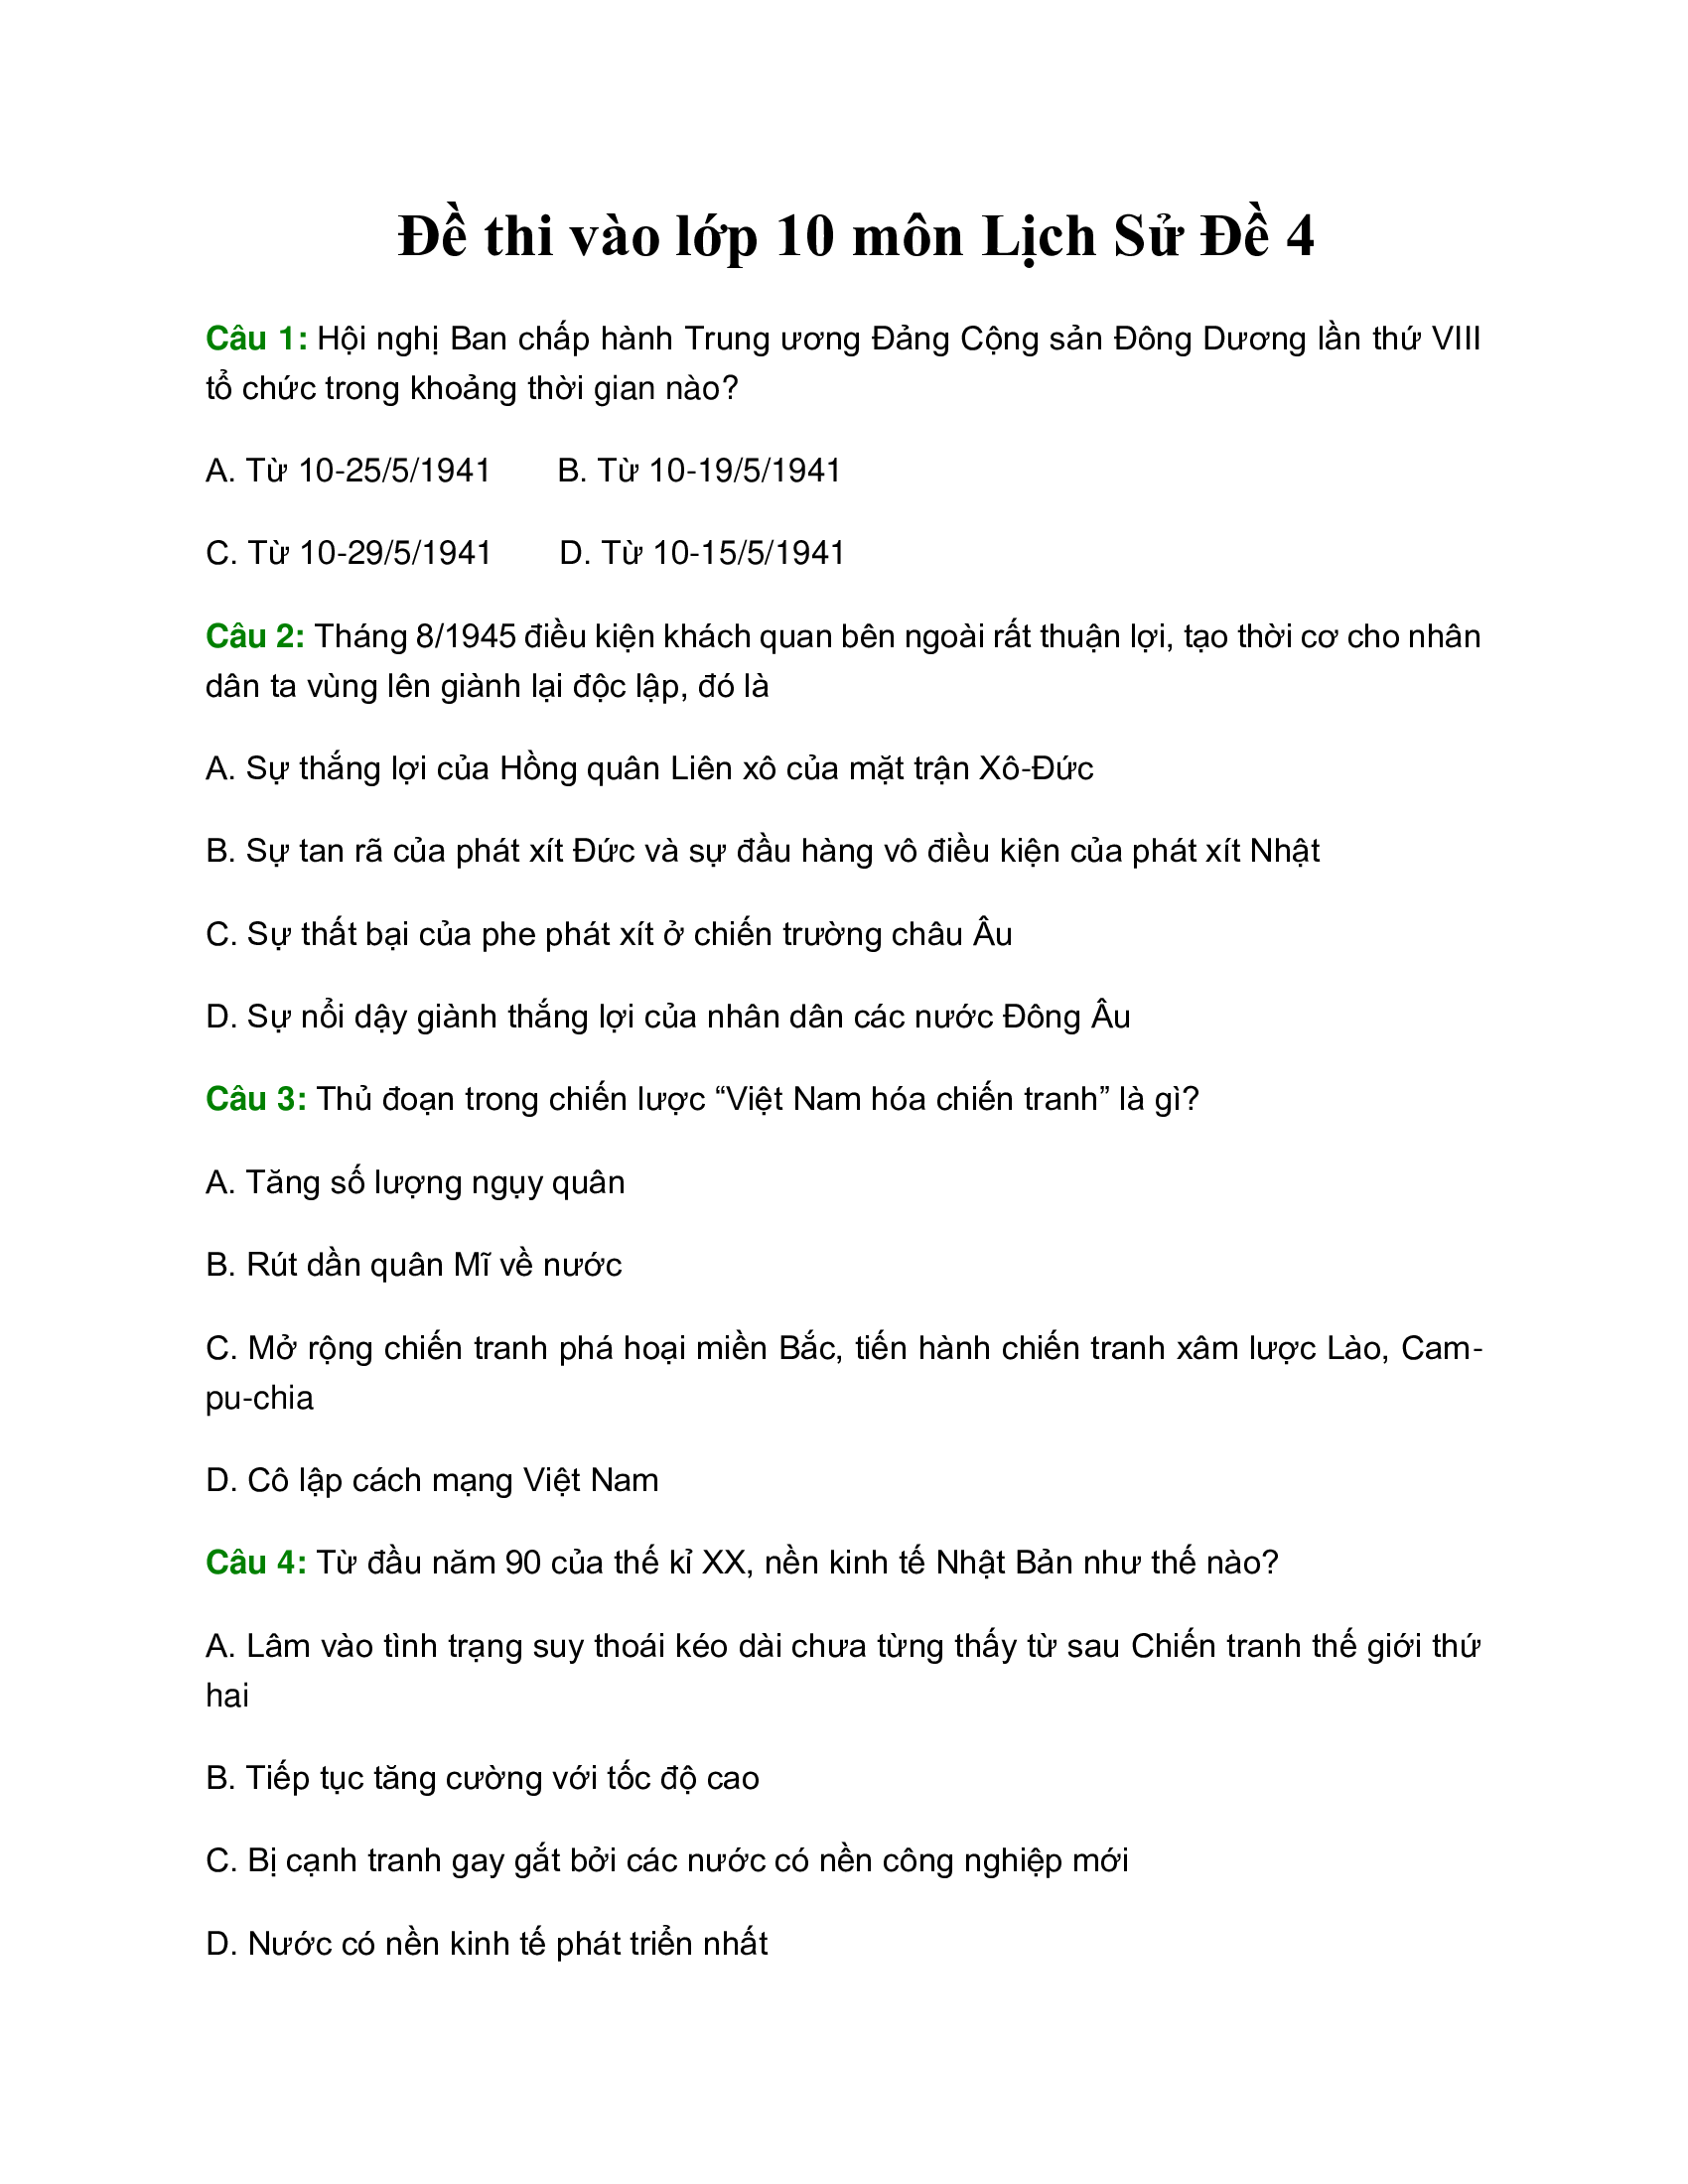 Đề thi vào lớp 10 môn Lịch Sử Đề 4
Câu 1: Hội nghị Ban chấp hành Trung ương Đảng Cộng sản Đông Dương lần thứ VIII
tổ chức trong khoảng thời gian nào?
A. Từ 10-25/5/1941 B. Từ 10-19/5/1941
C. Từ 10-29/5/1941 D. Từ 10-15/5/1941
Câu 2: Tháng 8/1945 điều kiện khách quan bên ngoài rất thuận lợi, tạo thời cơ cho nhân
dân ta vùng lên giành lại độc lập, đó là
A. Sự thắng lợi của Hồng quân Liên xô của mặt trận Xô-Đức
B. Sự tan rã của phát xít Đức và sự đầu hàng vô điều kiện của phát xít Nhật
C. Sự thất bại của phe phát xít ở chiến trường châu Âu
D. Sự nổi dậy giành thắng lợi của nhân dân các nước Đông Âu
Câu 3: Thủ đoạn trong chiến lược “Việt Nam hóa chiến tranh” là gì?
A. Tăng số lượng ngụy quân
B. Rút dần quân Mĩ về nước
C. Mở rộng chiến tranh phá hoại miền Bắc, tiến hành chiến tranh xâm lược Lào, Cam-
pu-chia
D. Cô lập cách mạng Việt Nam
Câu 4: Từ đầu năm 90 của thế kỉ XX, nền kinh tế Nhật Bản như thế nào?
A. Lâm vào tình trạng suy thoái kéo dài chưa từng thấy từ sau Chiến tranh thế giới thứ
hai
B. Tiếp tục tăng cường với tốc độ cao
C. Bị cạnh tranh gay gắt bởi các nước có nền công nghiệp mới
D. Nước có nền kinh tế phát triển nhất